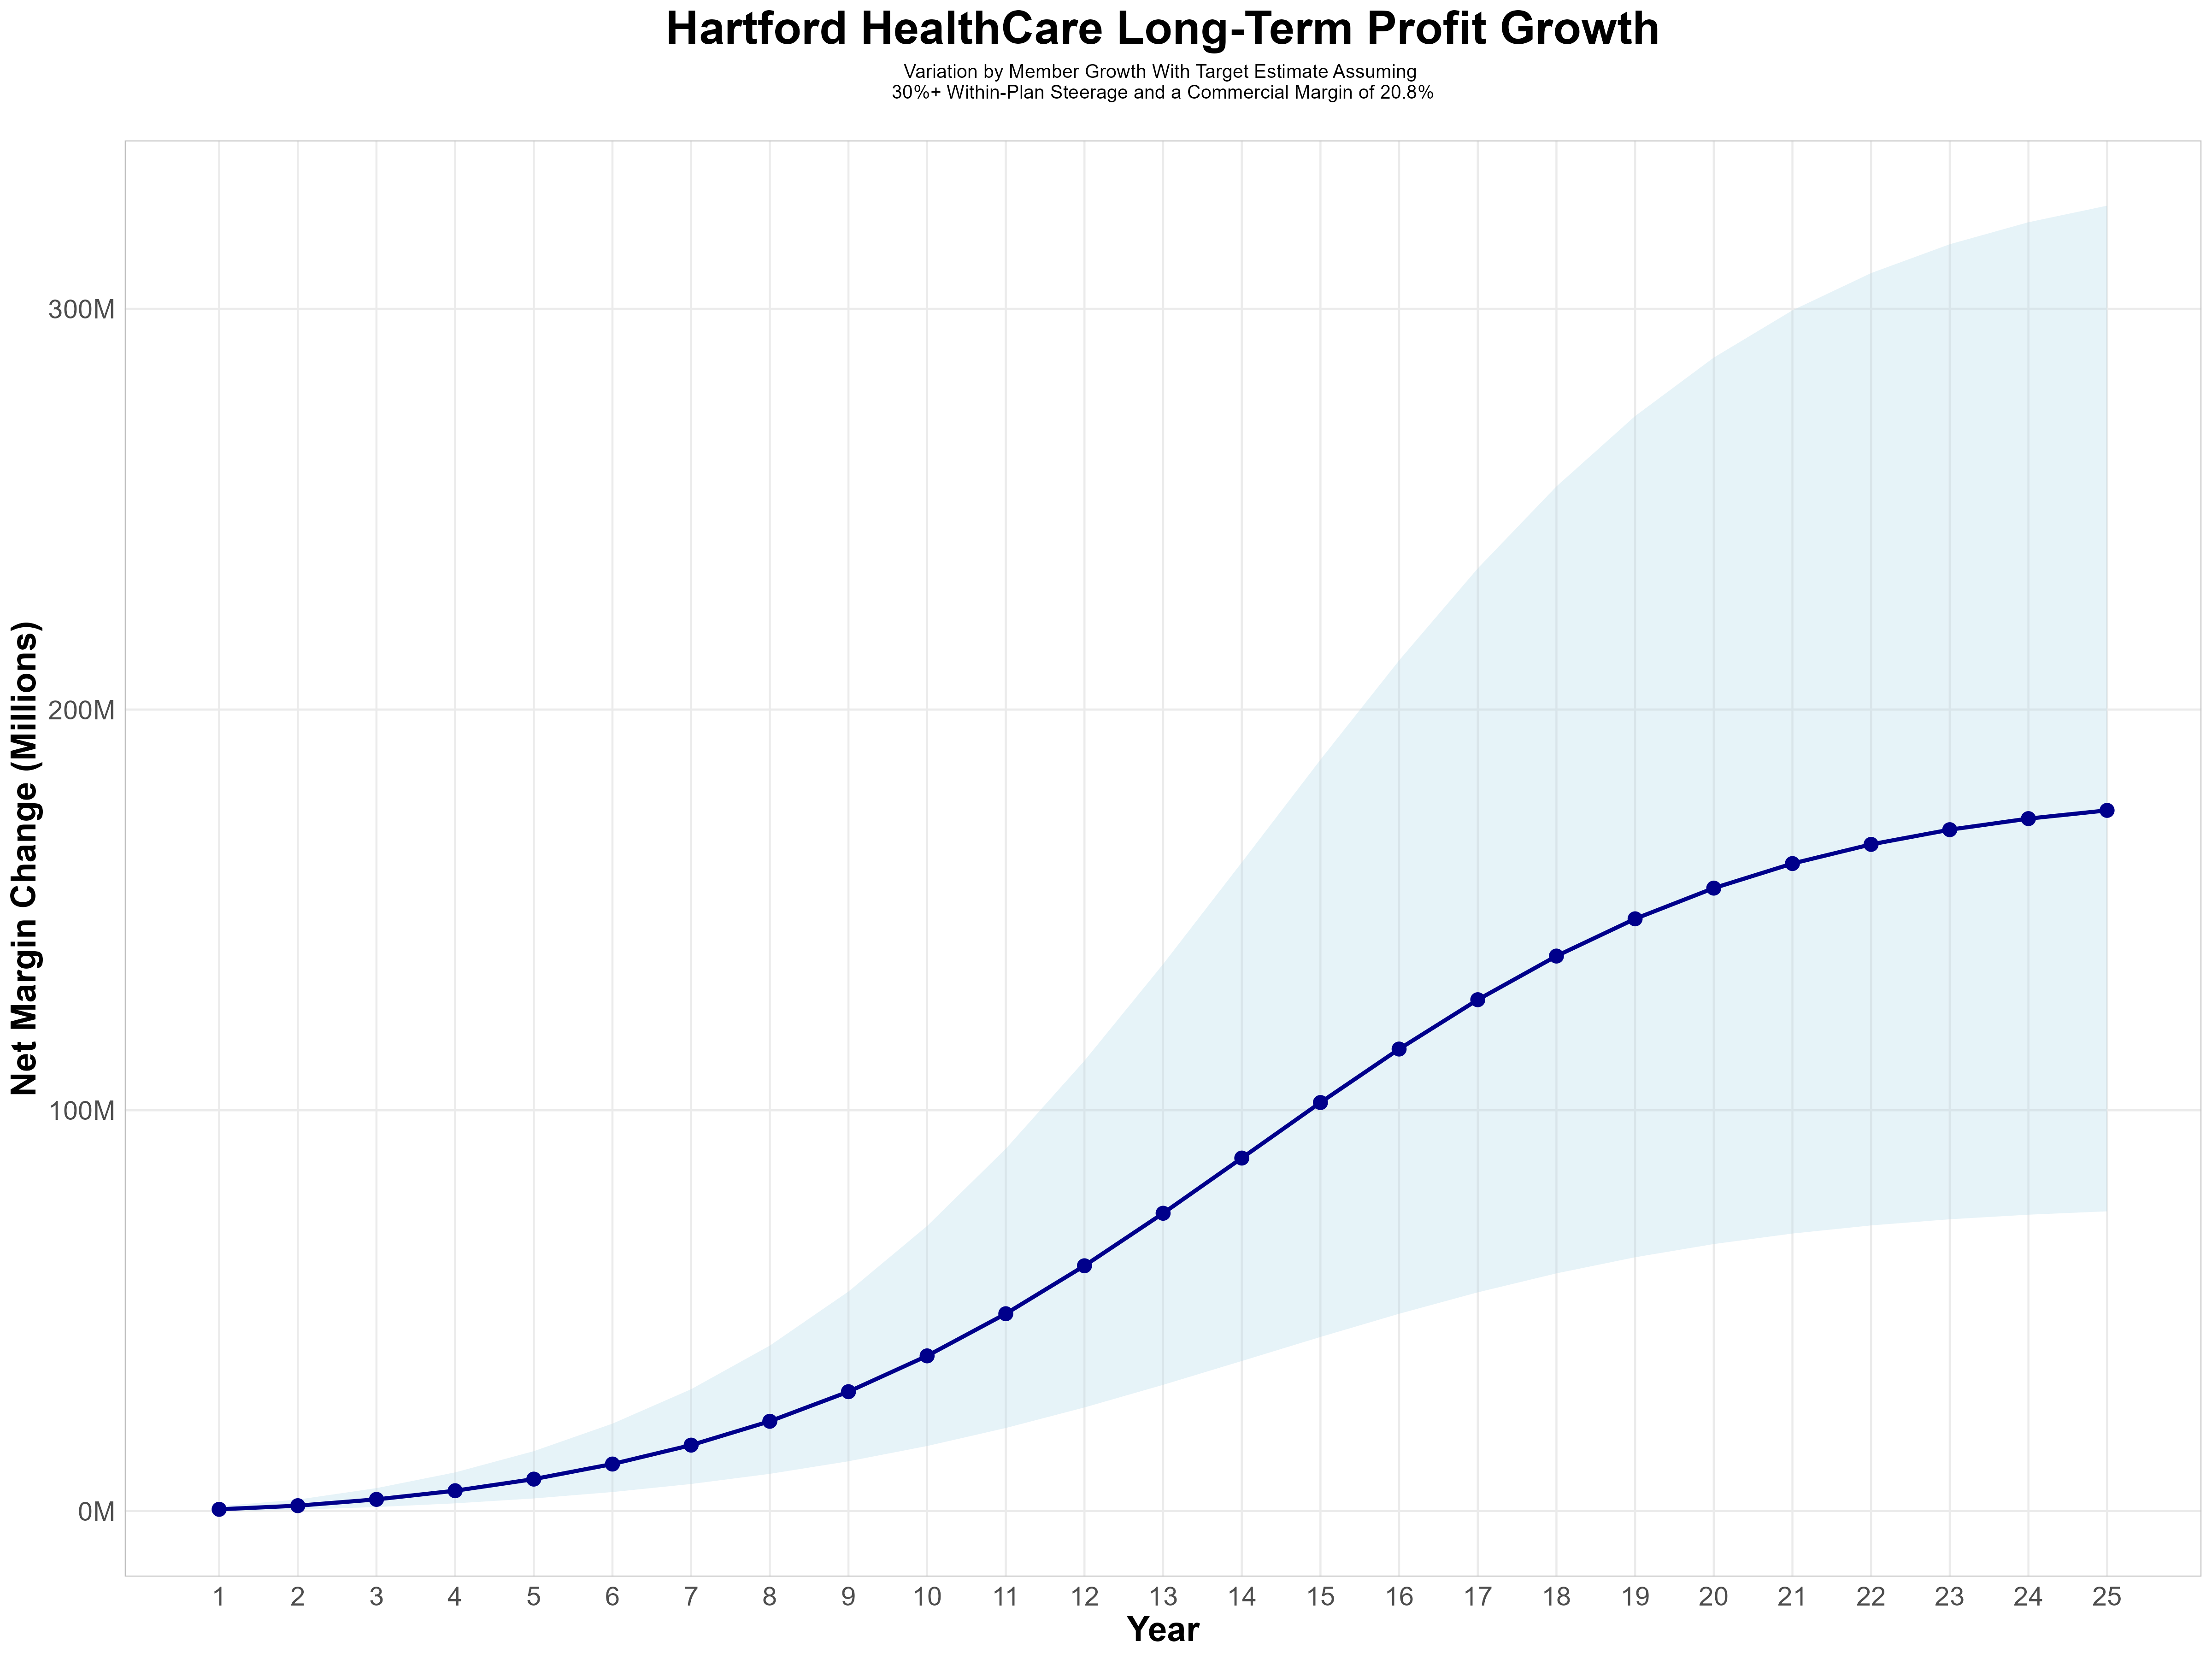 Hartford HealthCare Long-Term Profit Growth
Variation by Member Growth With Target Estimate Assuming
30%+ Within-Plan Steerage and a Commercial Margin of 20.8%
Net Margin Change (Millions)
300M
200M
100M
0M
1 2 3 4 5 6 7 8 9 10 11 12 13 14 15 16 17 18 19 20 21 22 23 24 25
Year